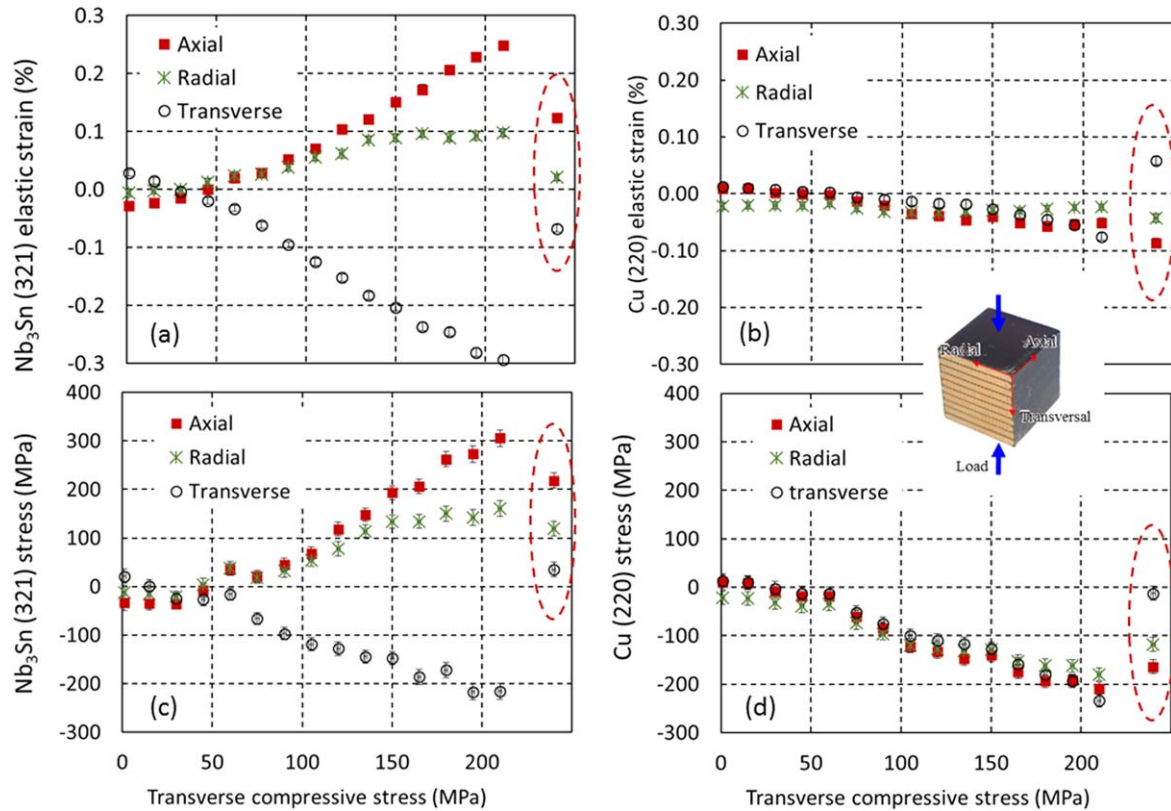 Nb₃Sn (321) elastic strain (%)
0.3
0.2
0.1
0.0
-0.1
-0.2
-0.3
Axial
Radial
Transverse
(a)
Cu (220) elastic strain (%)
0.30
0.20
0.10
0.00
-0.10
-0.20
-0.30
Axial
Radial
Transverse
(b)
Radial
Axial
Transversal
Load
Nb₃Sn (321) stress (MPa)
400
300
200
100
0
-100
-200
-300
Axial
Radial
Transverse
(c)
0 50 100 150 200
Transverse compressive stress (MPa)
Cu (220) stress (MPa)
400
300
200
100
0
-100
-200
-300
Axial
Radial
transverse
(d)
0 50 100 150 200
Transverse compressive stress (MPa)